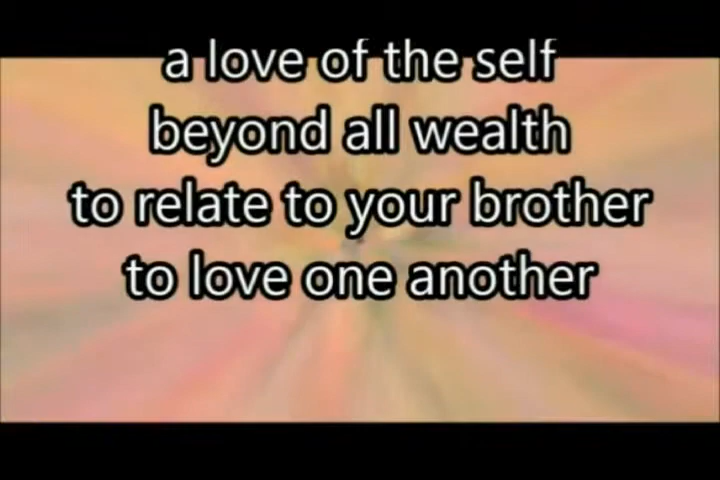 a love of the self
beyond all wealth
to relate to your brother
to love one another